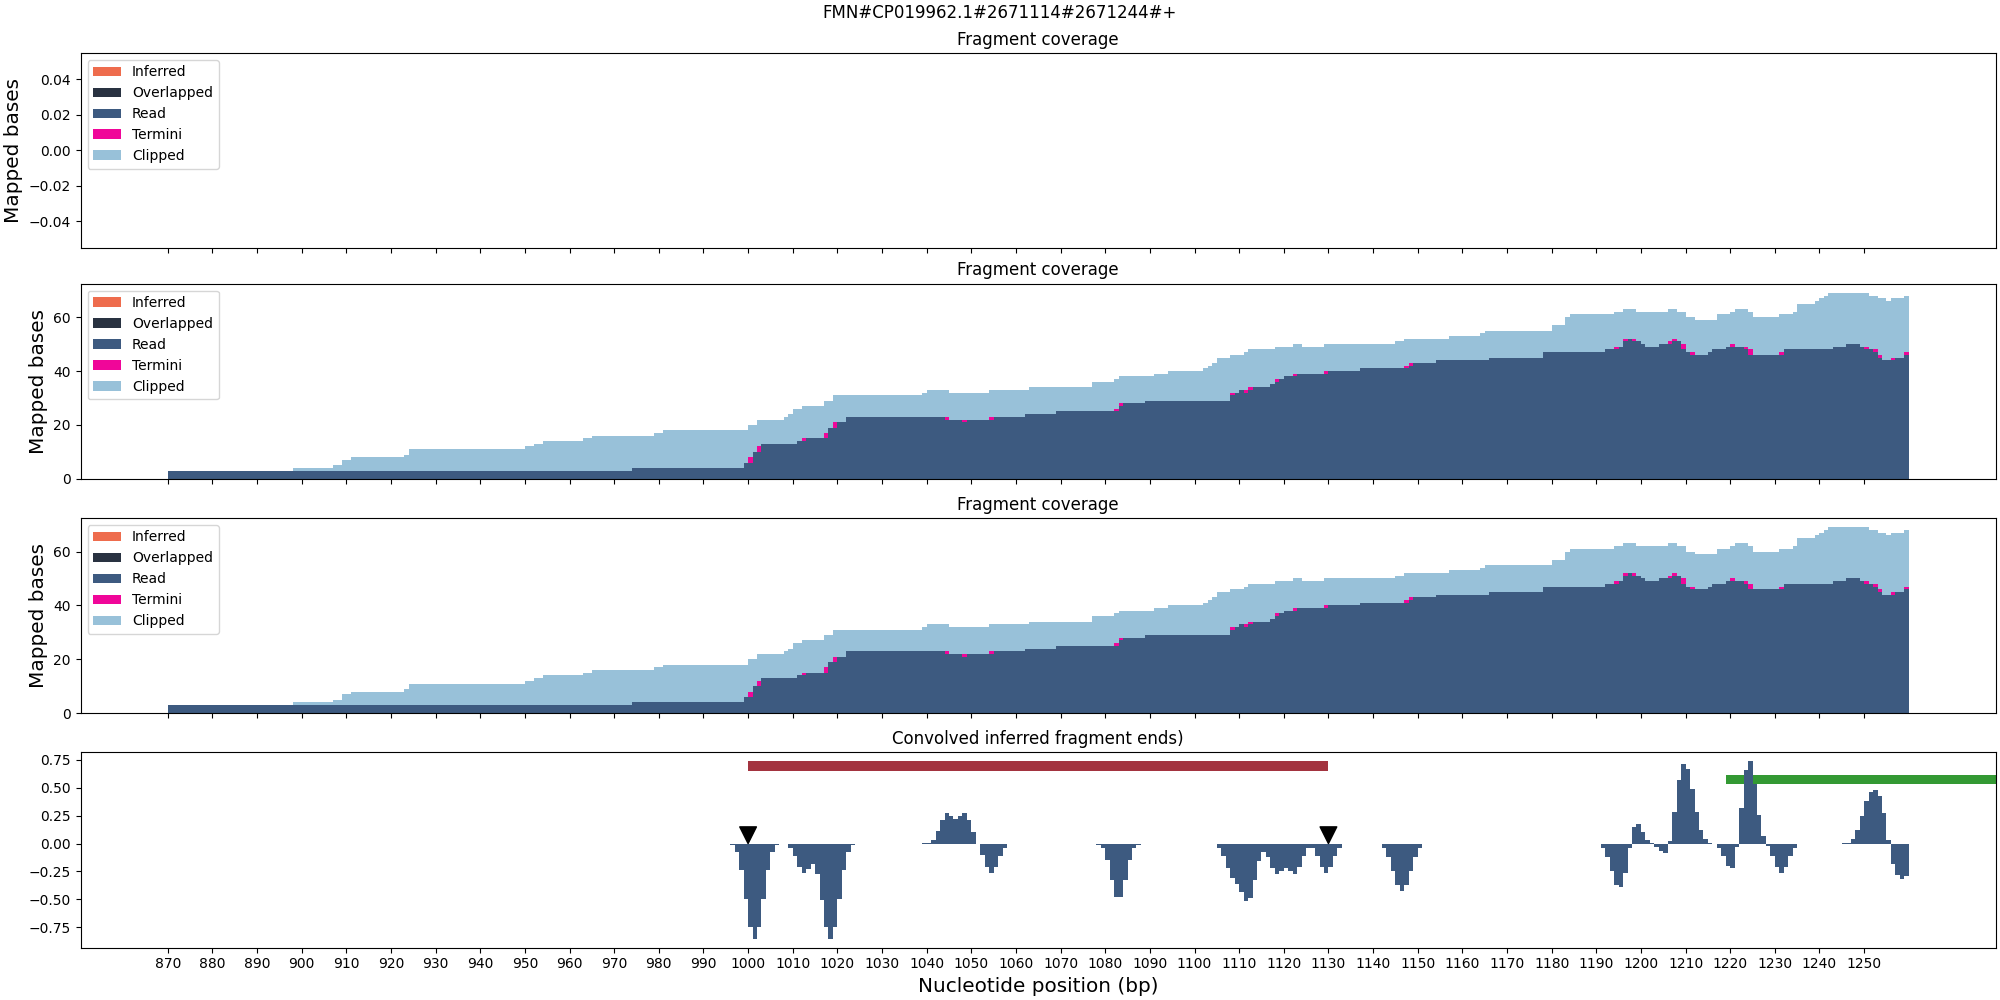 FMN#CP019962.1#2671114#2671244#+
Fragment coverage
Mapped bases
0.04
0.02
0.00
−0.02
−0.04
Inferred
Overlapped
Read
Termini
Clipped
Fragment coverage
Mapped bases
60
40
20
0
Inferred
Overlapped
Read
Termini
Clipped
Fragment coverage
Mapped bases
60
40
20
0
Inferred
Overlapped
Read
Termini
Clipped
Convolved inferred fragment ends)
0.75
0.50
0.25
0.00
−0.25
−0.50
−0.75
870 880 890 900 910 920 930 940 950 960 970 980 990 1000 1010 1020 1030 1040 1050 1060 1070 1080 1090 1100 1110 1120 1130 1140 1150 1160 1170 1180 1190 1200 1210 1220 1230 1240 1250
Nucleotide position (bp)